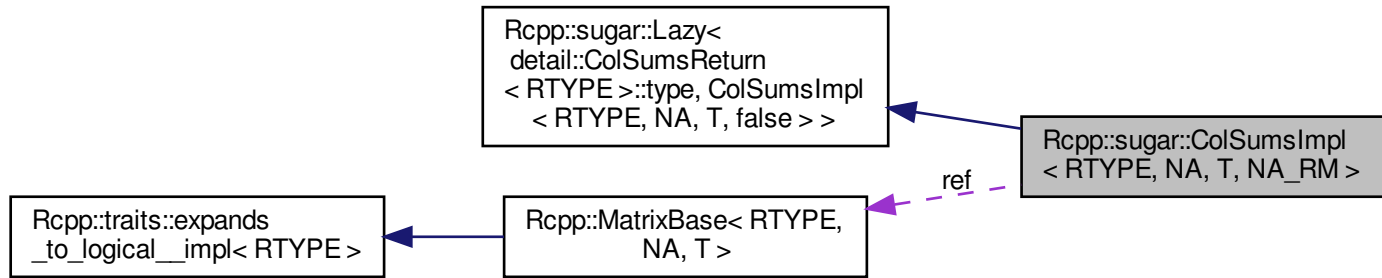 Rcpp::sugar::Lazy<
detail::ColSumsReturn
< RTYPE >::type, ColSumsImpl
< RTYPE, NA, T, false > >
Rcpp::sugar::ColSumsImpl
< RTYPE, NA, T, NA_RM >
ref
Rcpp::traits::expands
_to_logical__impl< RTYPE >
Rcpp::MatrixBase< RTYPE,
NA, T >